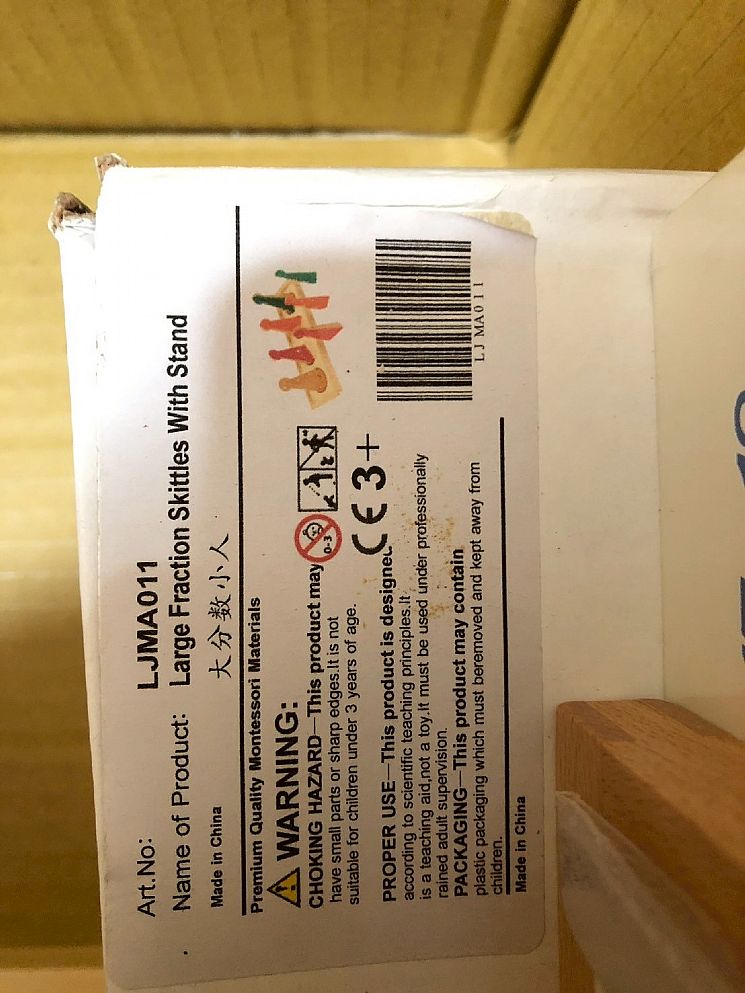 Art.No: LJMA011
Name of Product: Large Fraction Skittles With Stand
Made in China 大分数小人
Premium Quality Montessori Materials
WARNING:
CHOKING HAZARD—This product may
have small parts or sharp edges.It is not
suitable for children under 3 years of age.
0-3
CE 3+
PROPER USE—This product is designed
according to scientific teaching principles.It
is a teaching aid,not a toy.It must be used under professionally
rained adult supervision.
PACKAGING—This product may contain
plastic packaging which must beremoved and kept away from
children.
Made in China
LJMA011